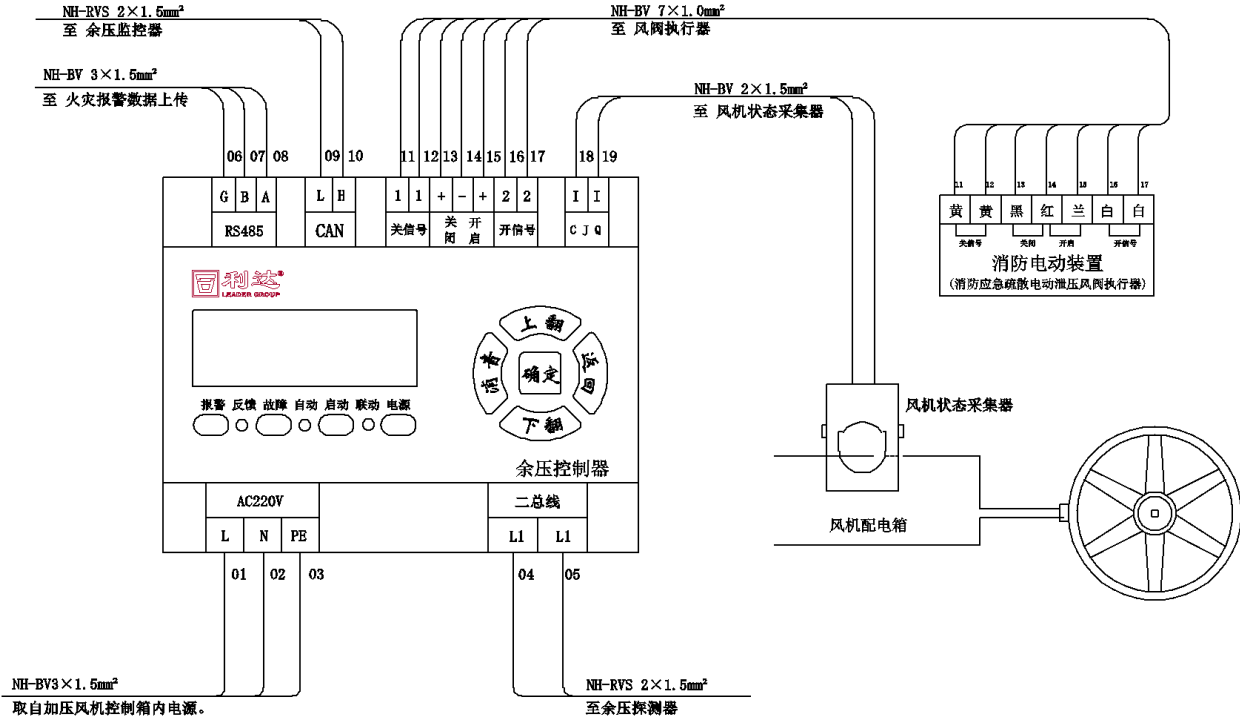 NH-RVS 2×1.5mm²
至 余压监控器
NH-BV 7×1.0mm²
至 风阀执行器
NH-BV 3×1.5mm²
至 火灾报警数据上传
NH-BV 2×1.5mm²
至 风机状态采集器
06 07 08 09 10 11 12 13 14 15 16 17 18 19
G B A L H 1 1 + - + 2 2 I I
RS485 CAN 关信号 关闭 开启 开信号 C J Q
11 12 13 14 15 16 17
黄 黄 黑 红 兰 白 白
关信号 关闭 开启 开信号
消防电动装置
(消防应急疏散电动泄压风阀执行器)
利达®
LEADER GROUP
上翻
消音
确定
返回
下翻
报警 反馈 故障 自动 启动 联动 电源
余压控制器
风机状态采集器
风机配电箱
AC220V
二总线
L N PE L1 L1
01 02 03 04 05
NH-BV3×1.5mm²
取自加压风机控制箱内电源。
NH-RVS 2×1.5mm²
至余压探测器